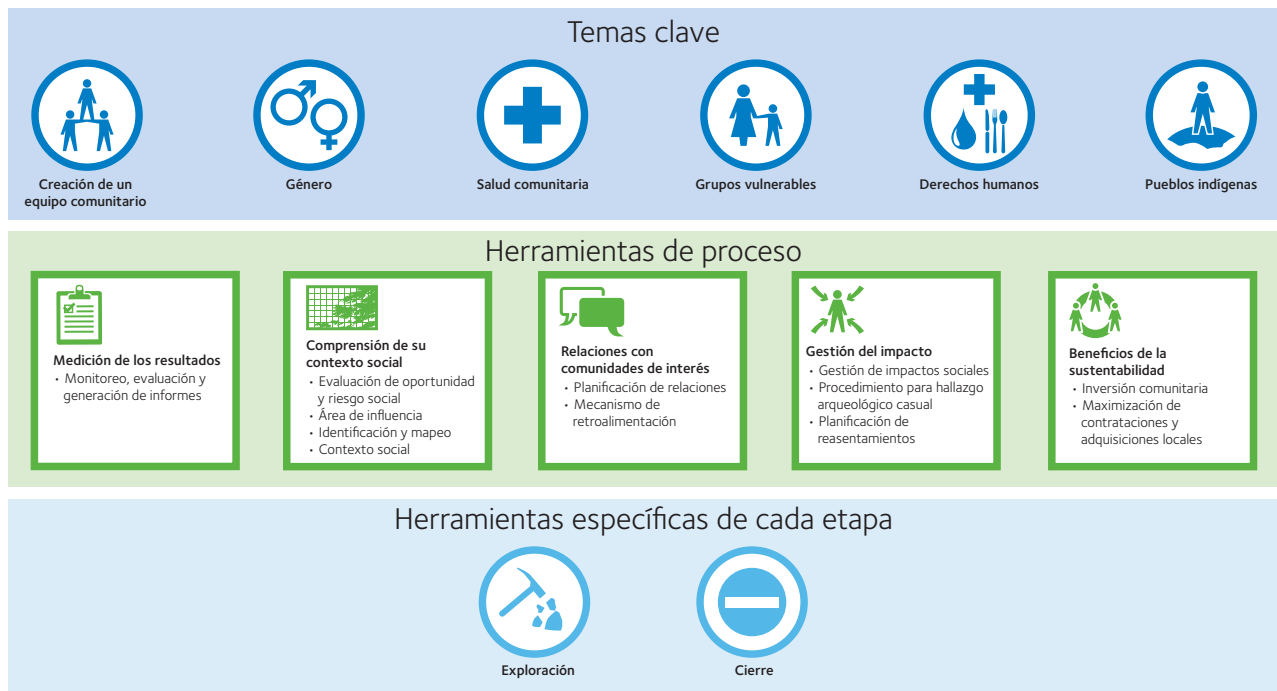 Temas clave
Creación de un
equipo comunitario
Género
Salud comunitaria
Grupos vulnerables
Derechos humanos
Pueblos indígenas
Herramientas de proceso
Medición de los resultados
• Monitoreo, evaluación y
generación de informes
Comprensión de su
contexto social
• Evaluación de oportunidad
y riesgo social
• Área de influencia
• Identificación y mapeo
• Contexto social
Relaciones con
comunidades de interés
• Planificación de relaciones
• Mecanismo de
retroalimentación
Gestión del impacto
• Gestión de impactos sociales
• Procedimiento para hallazgo
arqueológico casual
• Planificación de
reasentamientos
Beneficios de la
sustentabilidad
• Inversión comunitaria
• Maximización de
contrataciones y
adquisiciones locales
Herramientas específicas de cada etapa
Exploración
Cierre